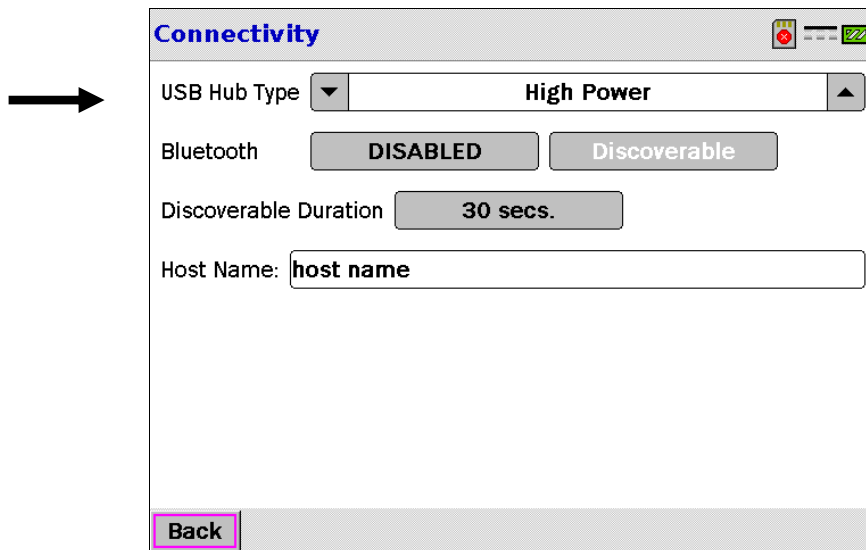 Connectivity
USB Hub Type High Power
Bluetooth DISABLED Discoverable
Discoverable Duration 30 secs.
Host Name: host name
Back